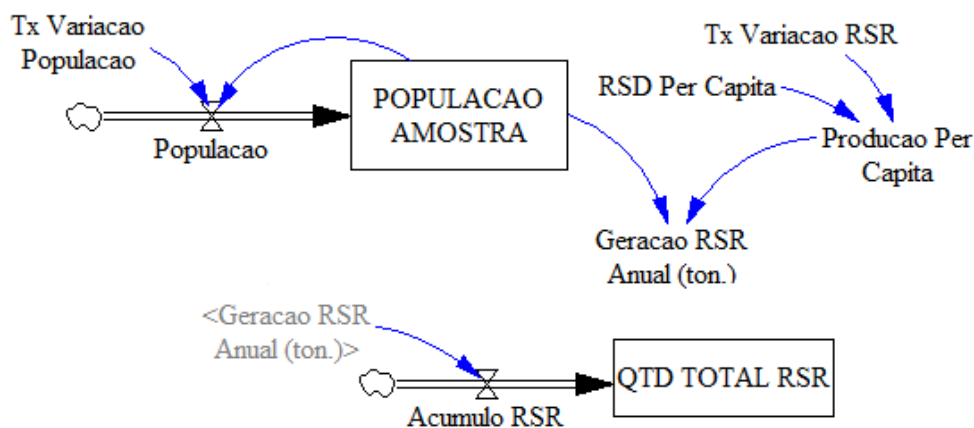 Tx Variacao
Populacao
Populacao
POPULACAO
AMOSTRA
Tx Variacao RSR
RSD Per Capita
Producao Per
Capita
Geracao RSR
Anual (ton.)
<Geracao RSR
Anual (ton.)>
Acumulo RSR
QTD TOTAL RSR